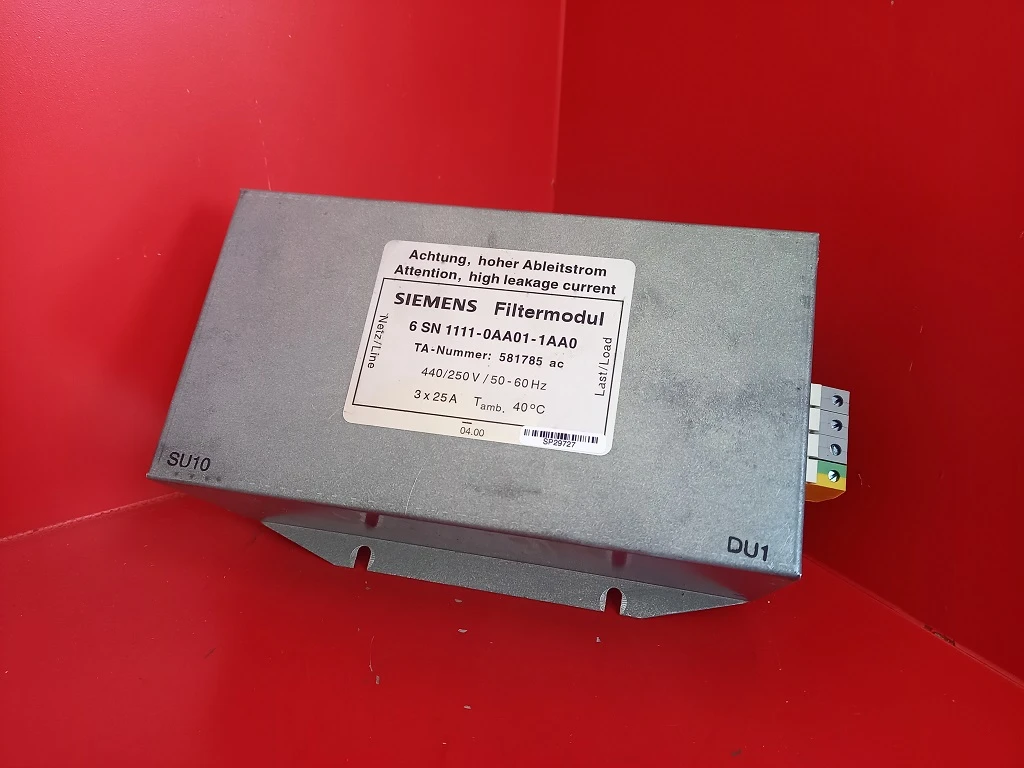 Achtung, hoher Ableitstrom
Attention, high leakage current
SIEMENS Filtermodul
6 SN 1111-0AA01-1AA0
TA-Nummer: 581785 ac
440/250 V / 50-60 Hz
3 x 25 A Tamb. 40°C
Netz/Line
Last/Load
04.00
SP29727
SU10
DU1